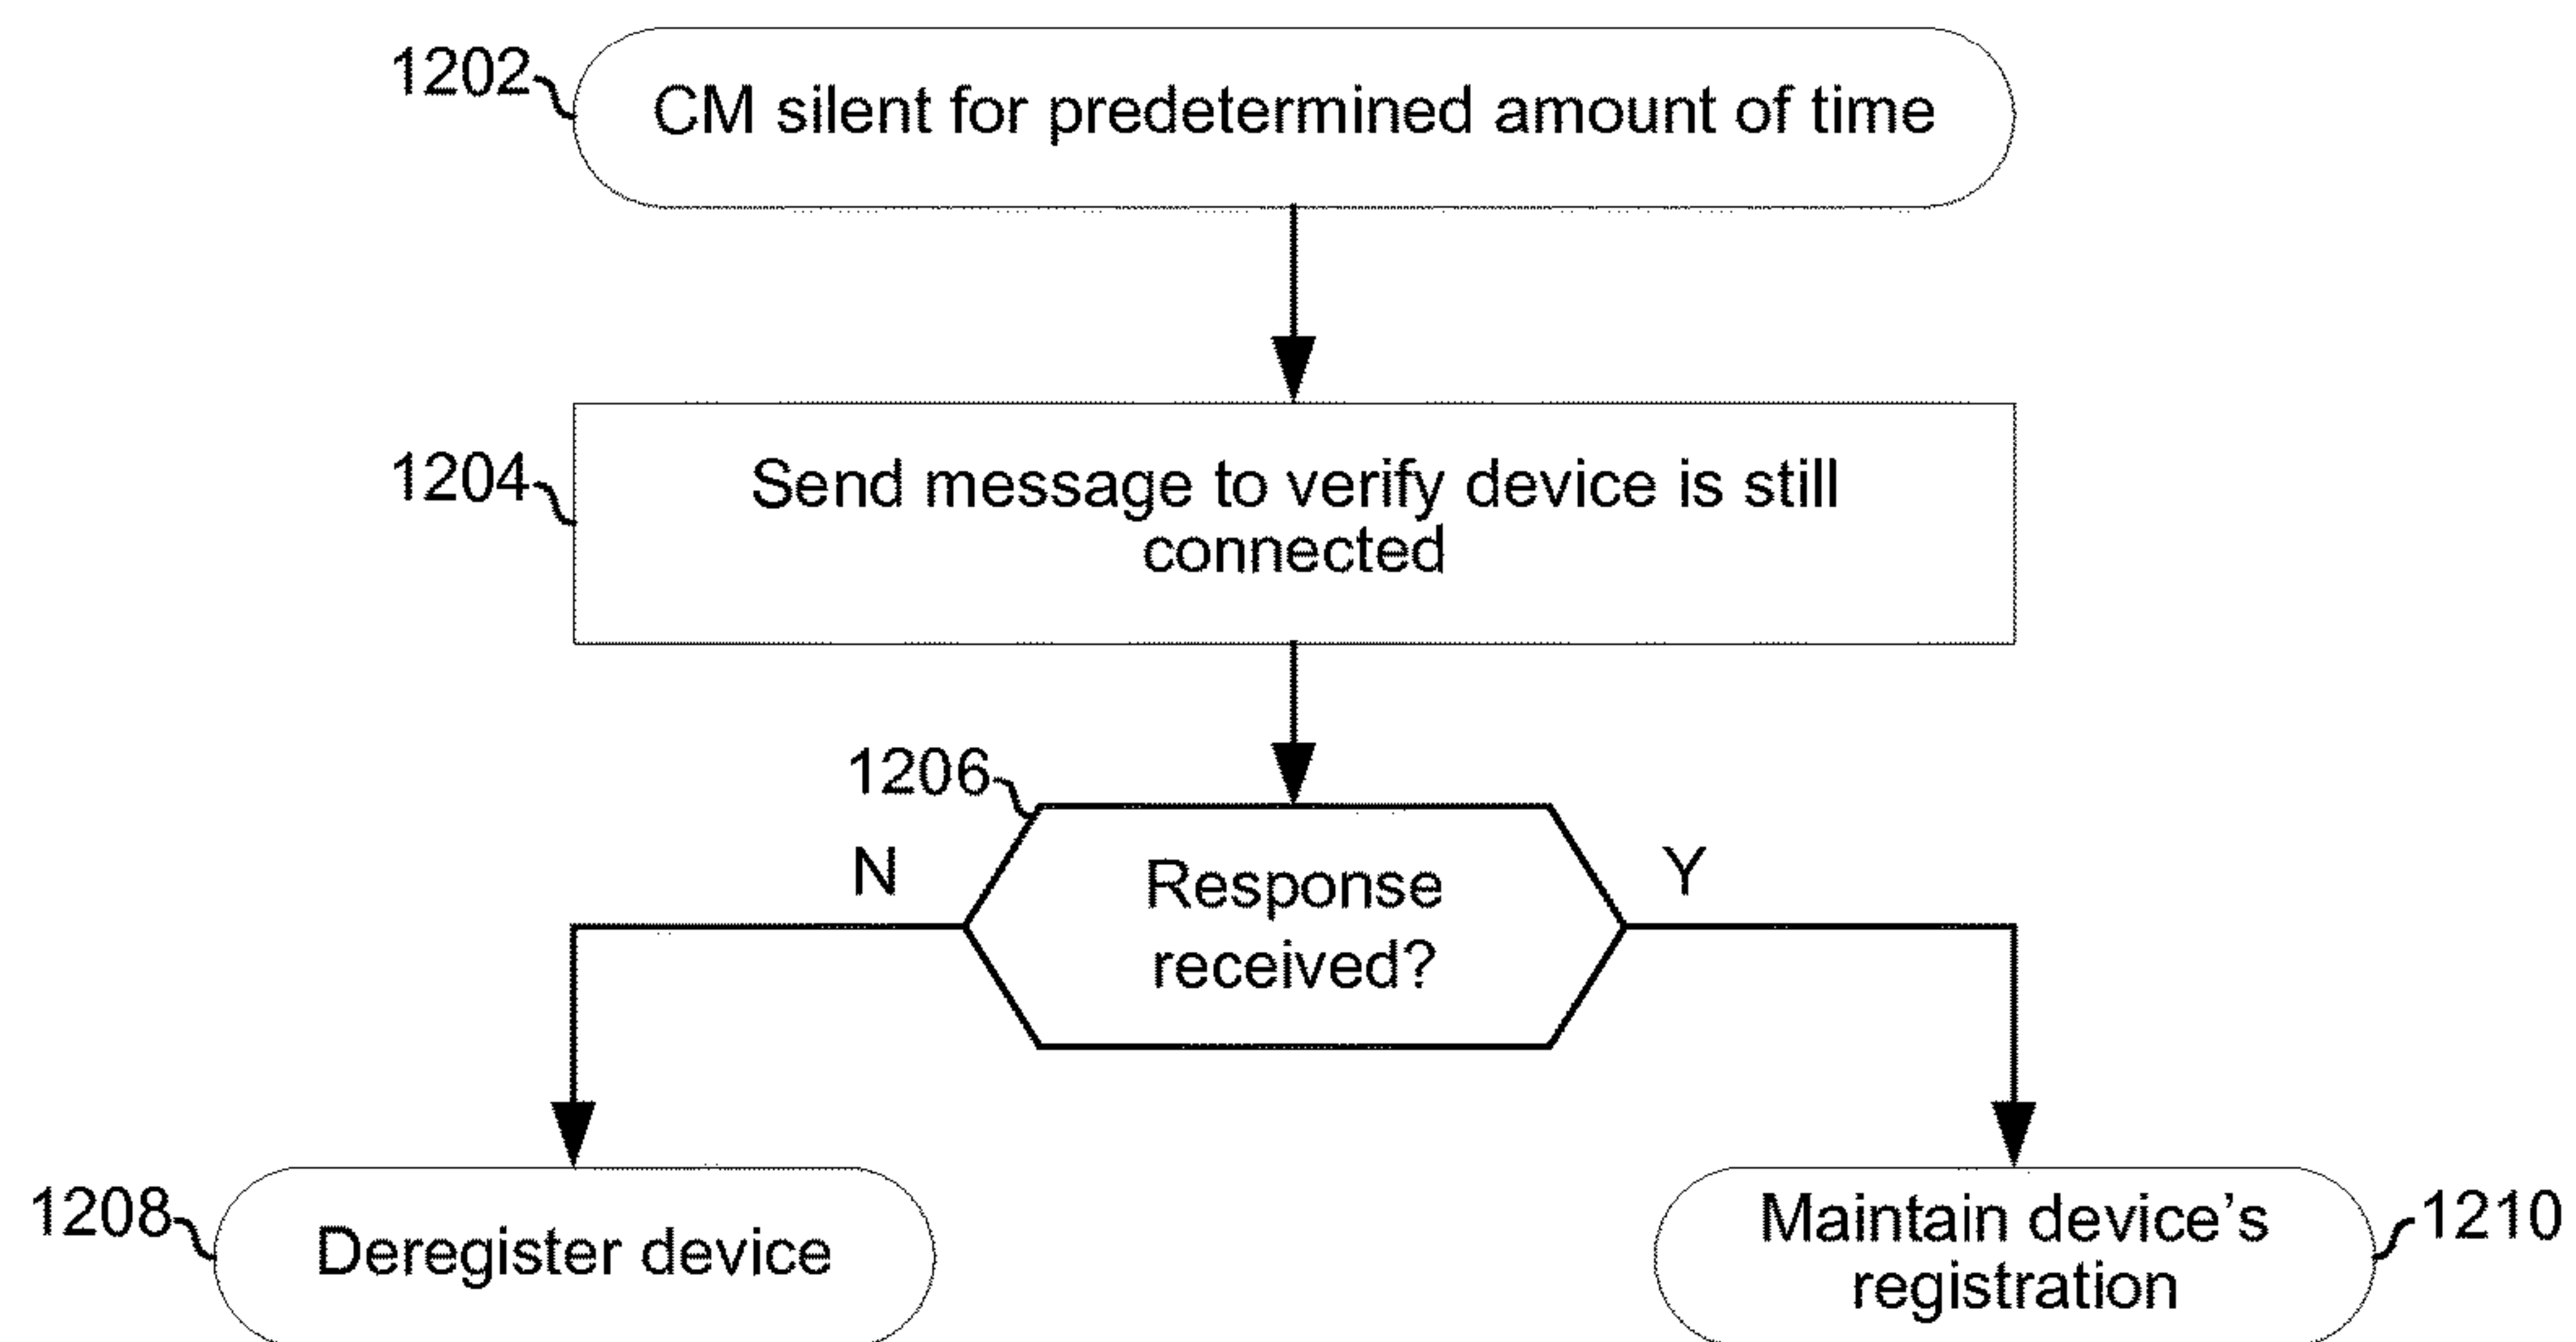 1202
CM silent for predetermined amount of time
1204
Send message to verify device is still
connected
1206
N
Response
received?
Y
1208
Deregister device
Maintain device's
registration
1210